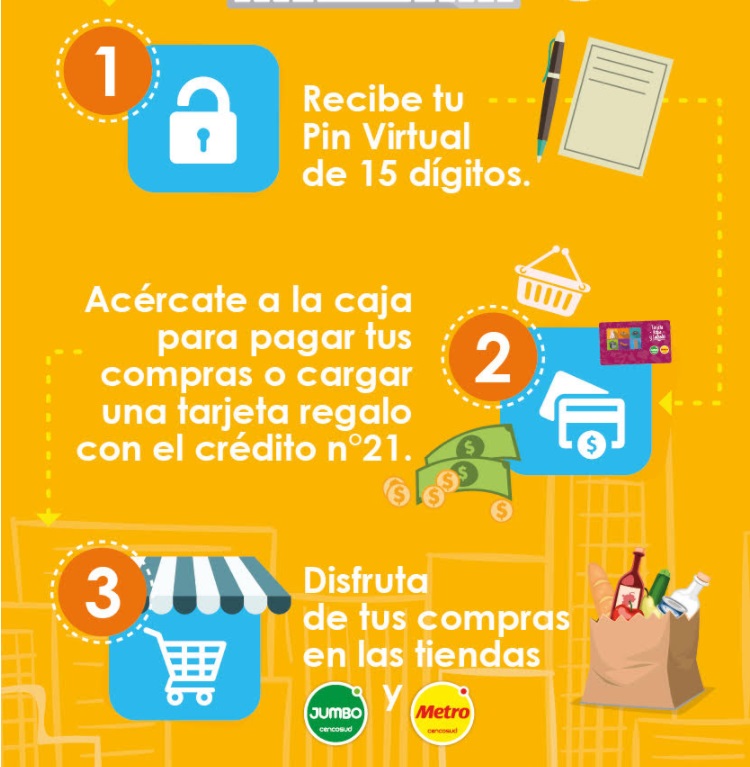 1
Recibe tu
Pin Virtual
de 15 dígitos.
Acércate a la caja
para pagar tus
compras o cargar
una tarjeta regalo
con el crédito n°21.
2
$
$
$
$
$
$
$
3
Disfruta
de tus compras
en las tiendas
JUMBO
cencosud
y
Metro
cencosud